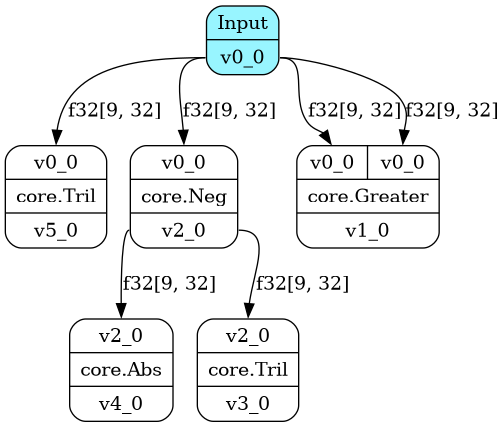 Input
v0_0
f32[9, 32]
f32[9, 32]
f32[9, 32]
f32[9, 32]
v0_0
core.Tril
v5_0
v0_0
core.Neg
v2_0
v0_0 v0_0
core.Greater
v1_0
f32[9, 32]
f32[9, 32]
v2_0
core.Abs
v4_0
v2_0
core.Tril
v3_0